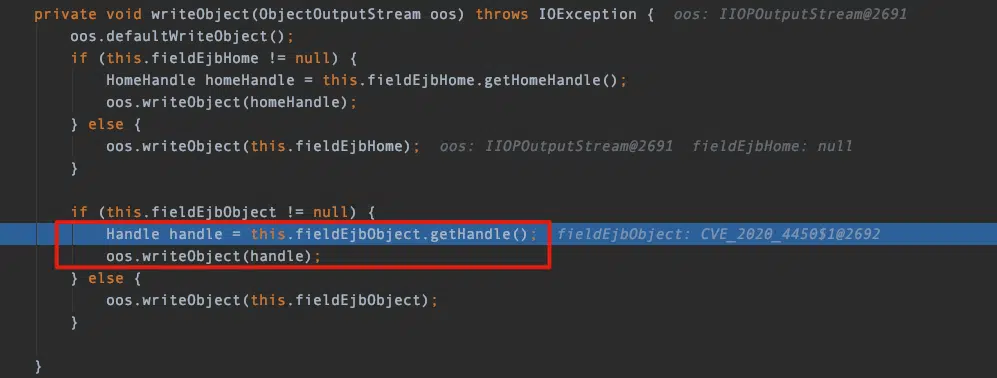 private void writeObject(ObjectOutputStream oos) throws IOException {  oos: IIOPOutputStream@2691
    oos.defaultWriteObject();
    if (this.fieldEjbHome != null) {
        HomeHandle homeHandle = this.fieldEjbHome.getHomeHandle();
        oos.writeObject(homeHandle);
    } else {
        oos.writeObject(this.fieldEjbHome);  oos: IIOPOutputStream@2691  fieldEjbHome: null
    }
    if (this.fieldEjbObject != null) {
        Handle handle = this.fieldEjbObject.getHandle();  fieldEjbObject: CVE_2020_4450$1@2692
        oos.writeObject(handle);
    } else {
        oos.writeObject(this.fieldEjbObject);
    }
}